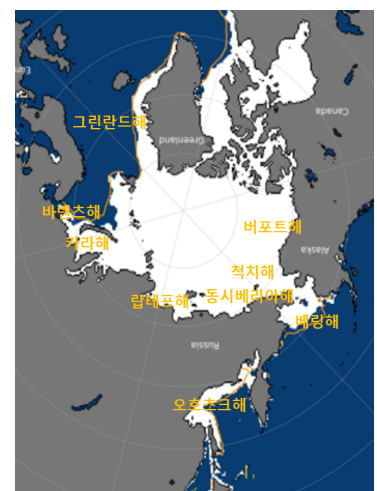 Euro
Canada
그린란드해
Greenland
바렌츠해
버포트해
카라해
Alaska
척치해
랍테프해
동시베리아해
베링해
Russia
오호츠크해